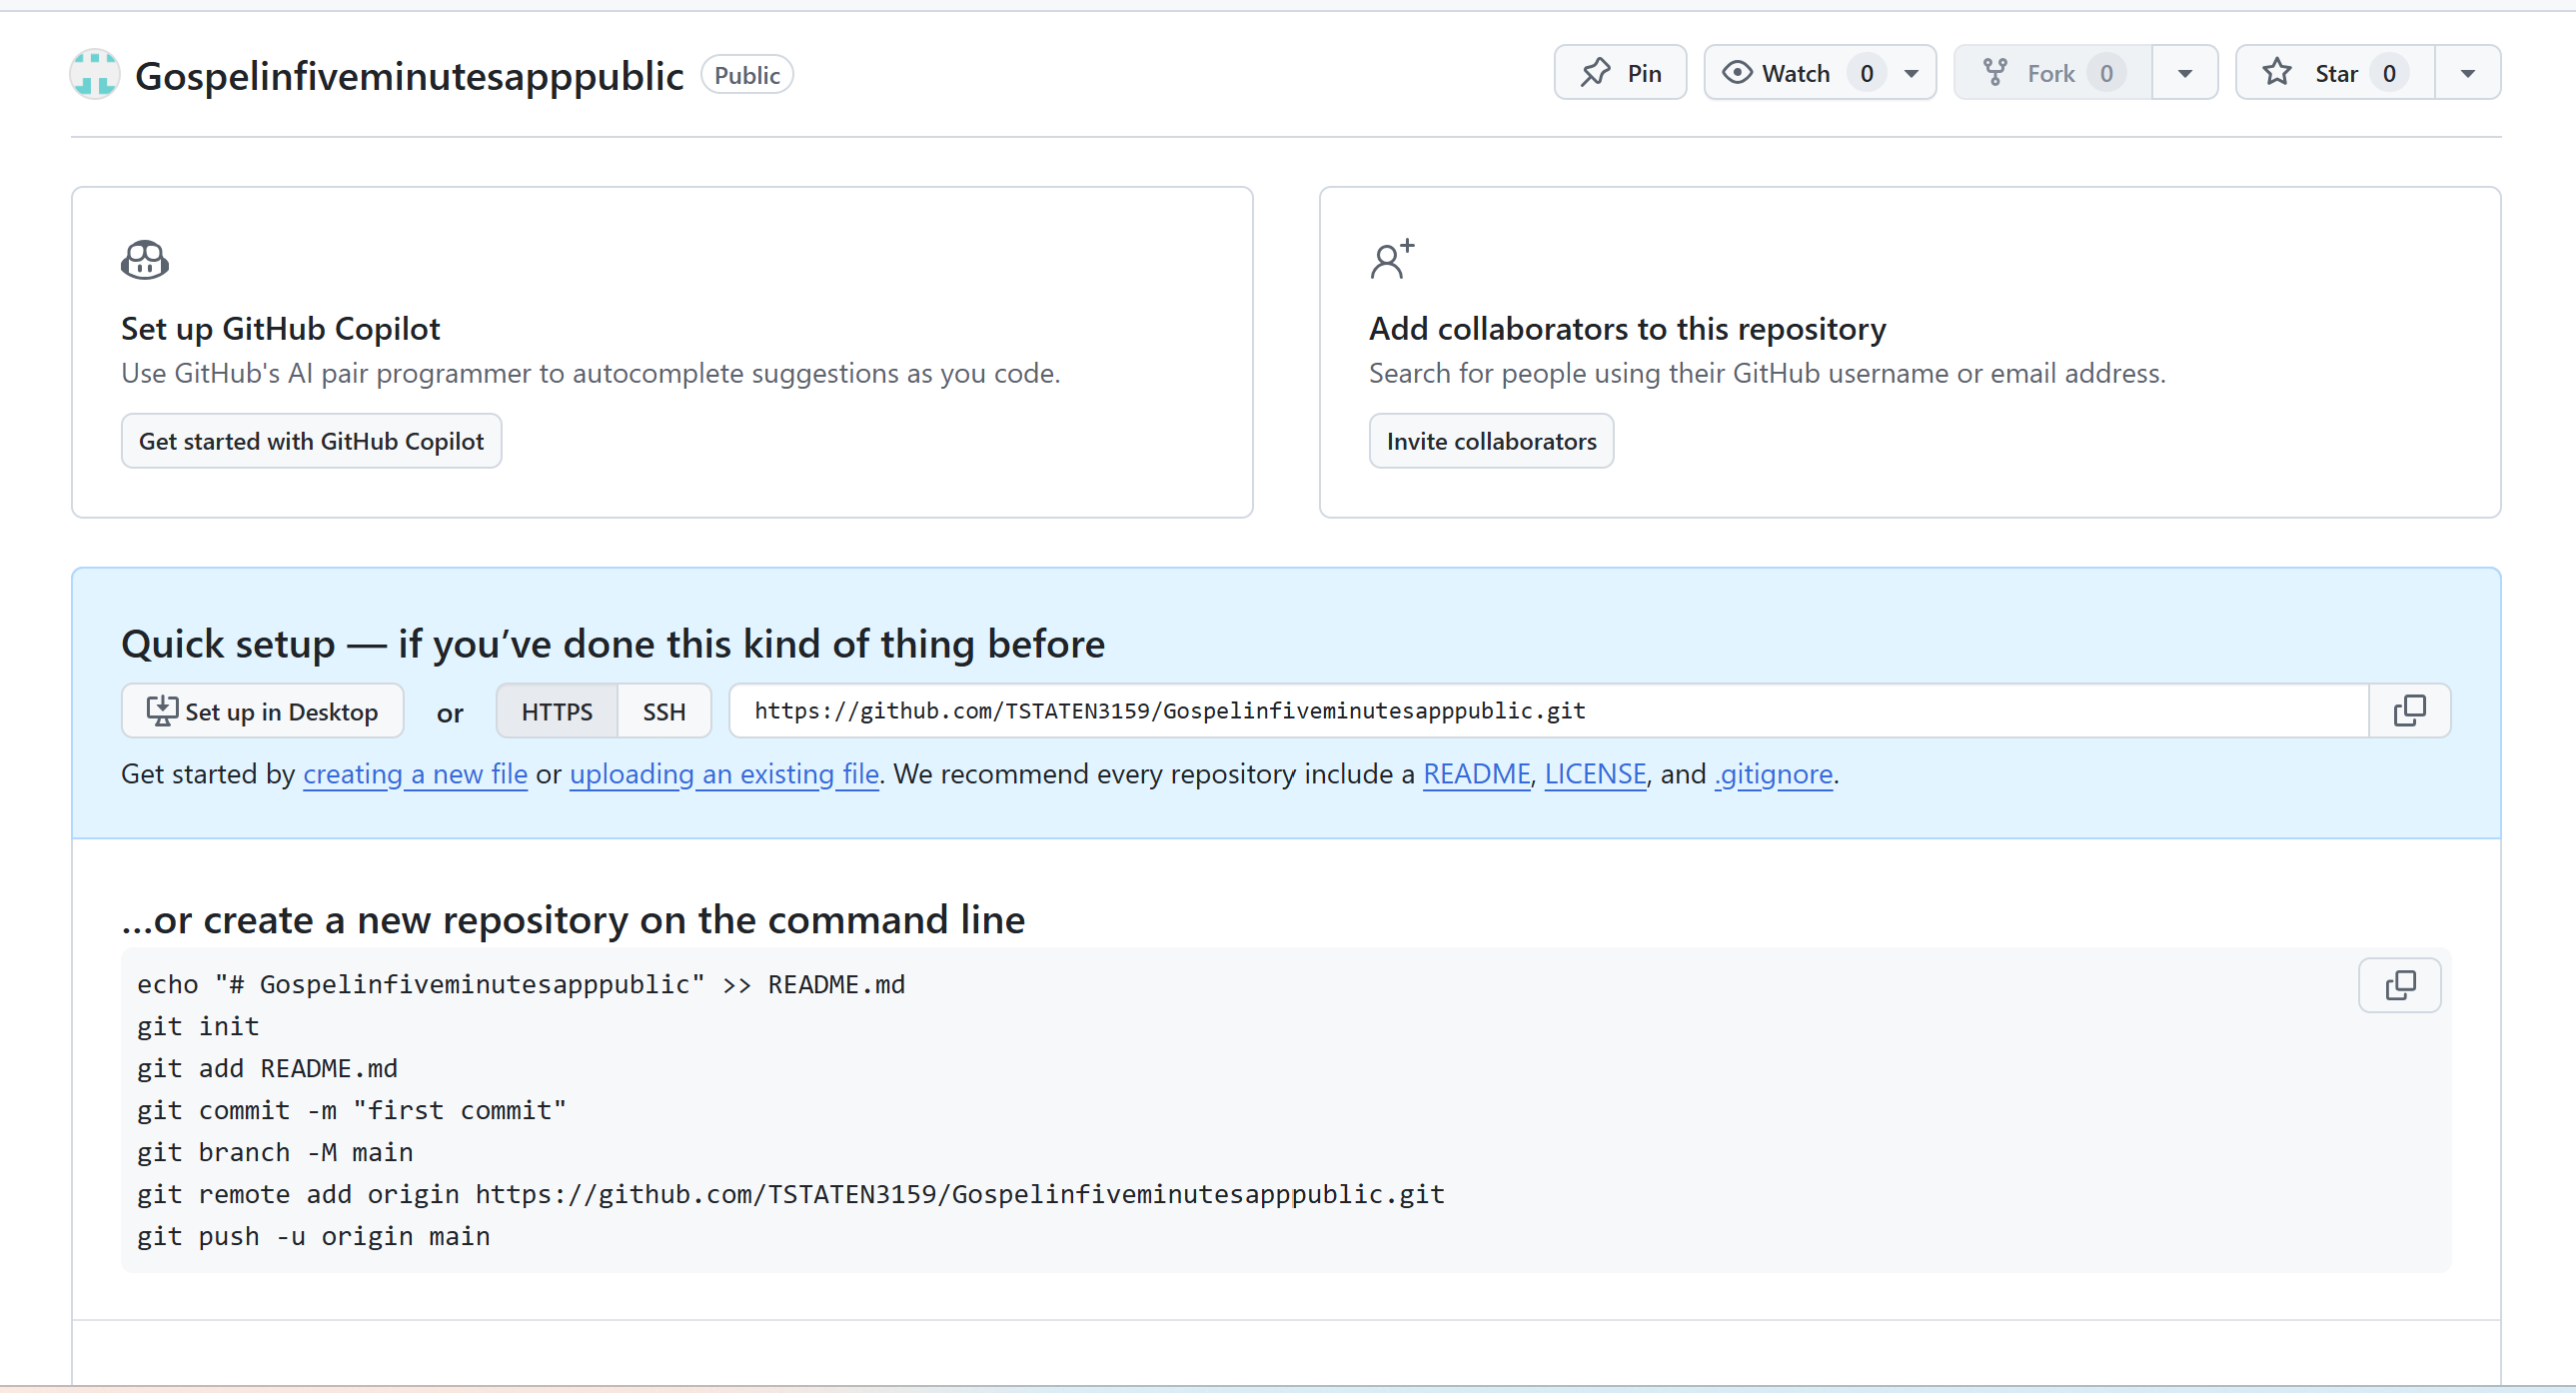 Gospelinfiveminutesapppublic Public Pin Watch 0 Fork 0 Star 0
Set up GitHub Copilot
Use GitHub's AI pair programmer to autocomplete suggestions as you code.
Get started with GitHub Copilot
Add collaborators to this repository
Search for people using their GitHub username or email address.
Invite collaborators
Quick setup — if you’ve done this kind of thing before
Set up in Desktop or HTTPS SSH https://github.com/TSTATEN3159/Gospelinfiveminutesapppublic.git
Get started by creating a new file or uploading an existing file. We recommend every repository include a README, LICENSE, and .gitignore.
…or create a new repository on the command line
echo "# Gospelinfiveminutesapppublic" >> README.md
git init
git add README.md
git commit -m "first commit"
git branch -M main
git remote add origin https://github.com/TSTATEN3159/Gospelinfiveminutesapppublic.git
git push -u origin main